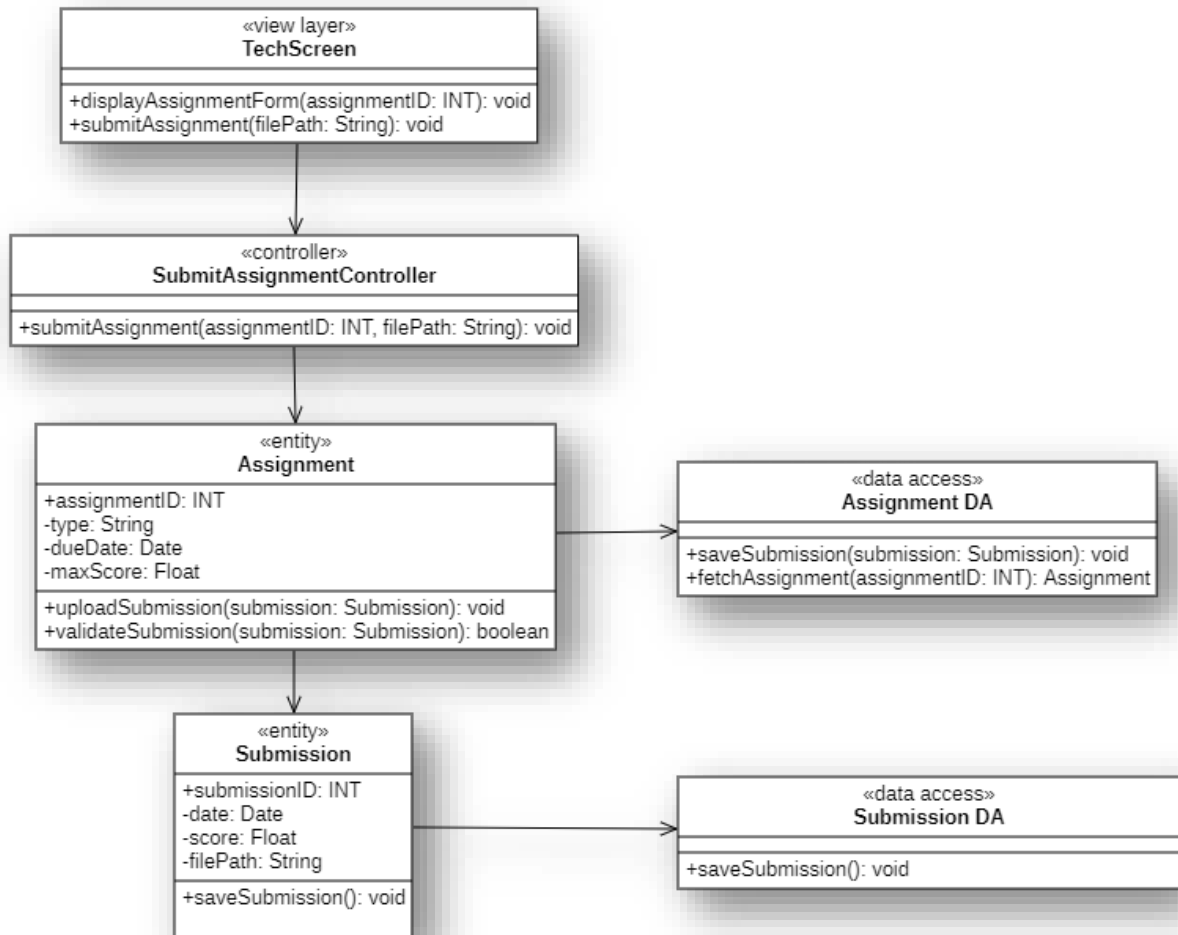 «view layer»
TechScreen
+displayAssignmentForm(assignmentID: INT): void
+submitAssignment(filePath: String): void
«controller»
SubmitAssignmentController
+submitAssignment(assignmentID: INT, filePath: String): void
«entity»
Assignment
+assignmentID: INT
-type: String
-dueDate: Date
-maxScore: Float
+uploadSubmission(submission: Submission): void
+validateSubmission(submission: Submission): boolean
«data access»
Assignment DA
+saveSubmission(submission: Submission): void
+fetchAssignment(assignmentID: INT): Assignment
«entity»
Submission
+submissionID: INT
-date: Date
-score: Float
-filePath: String
+saveSubmission(): void
«data access»
Submission DA
+saveSubmission(): void